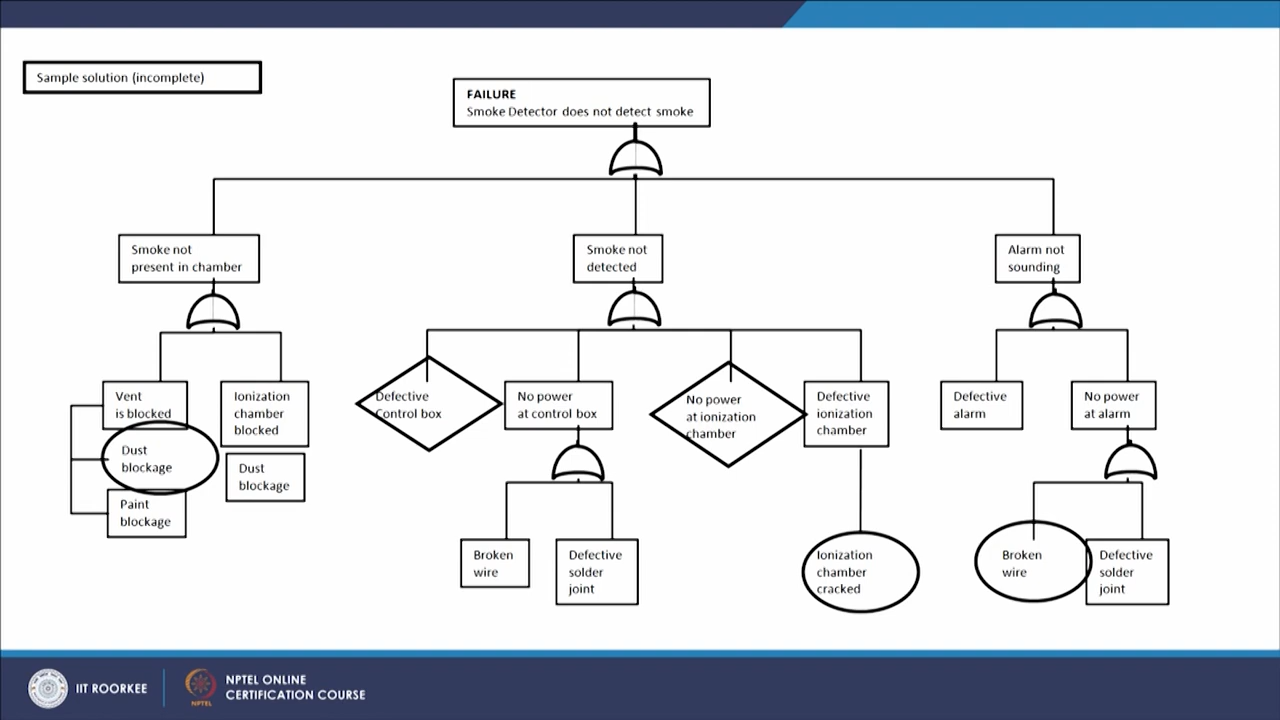 Sample solution (incomplete)
FAILURE
Smoke Detector does not detect smoke
Smoke not
present in chamber
Smoke not
detected
Alarm not
sounding
Vent
is blocked
Ionization
chamber
blocked
Defective
Control box
No power
at control box
No power
at ionization
chamber
Defective
ionization
chamber
Defective
alarm
No power
at alarm
Dust
blockage
Dust
blockage
Paint
blockage
Broken
wire
Defective
solder
joint
Ionization
chamber
cracked
Broken
wire
Defective
solder
joint
IIT ROORKEE
NPTEL
NPTEL ONLINE
CERTIFICATION COURSE